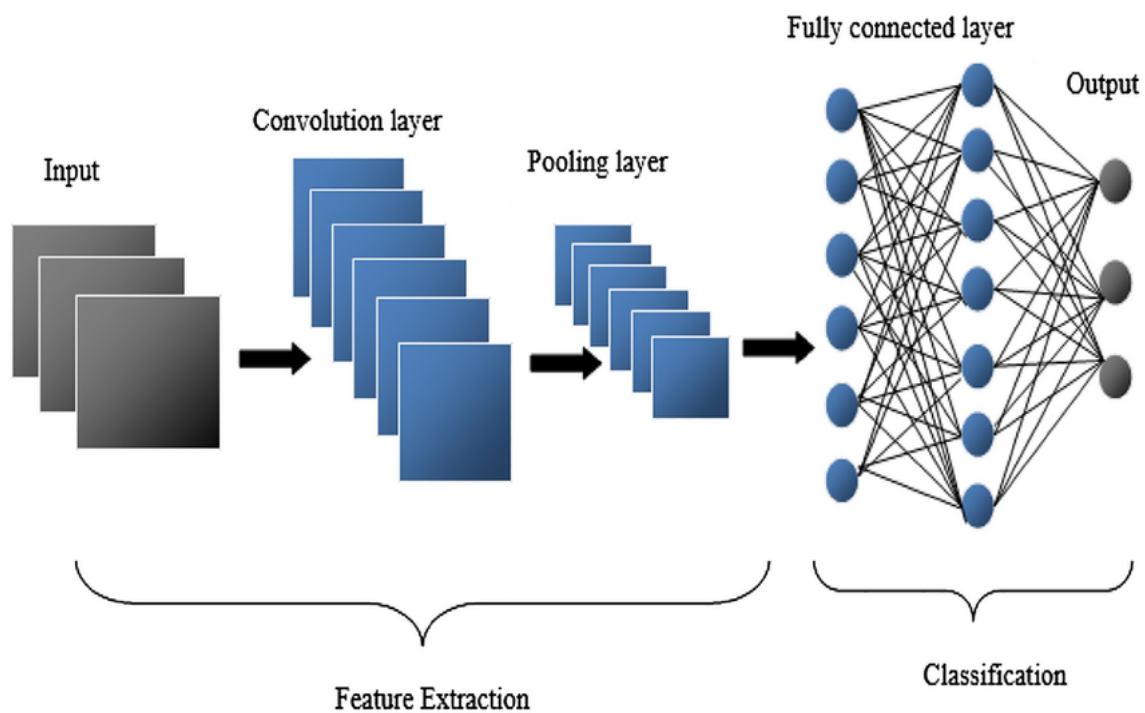 Fully connected layer
Output
Convolution layer
Pooling layer
Input
Classification
Feature Extraction